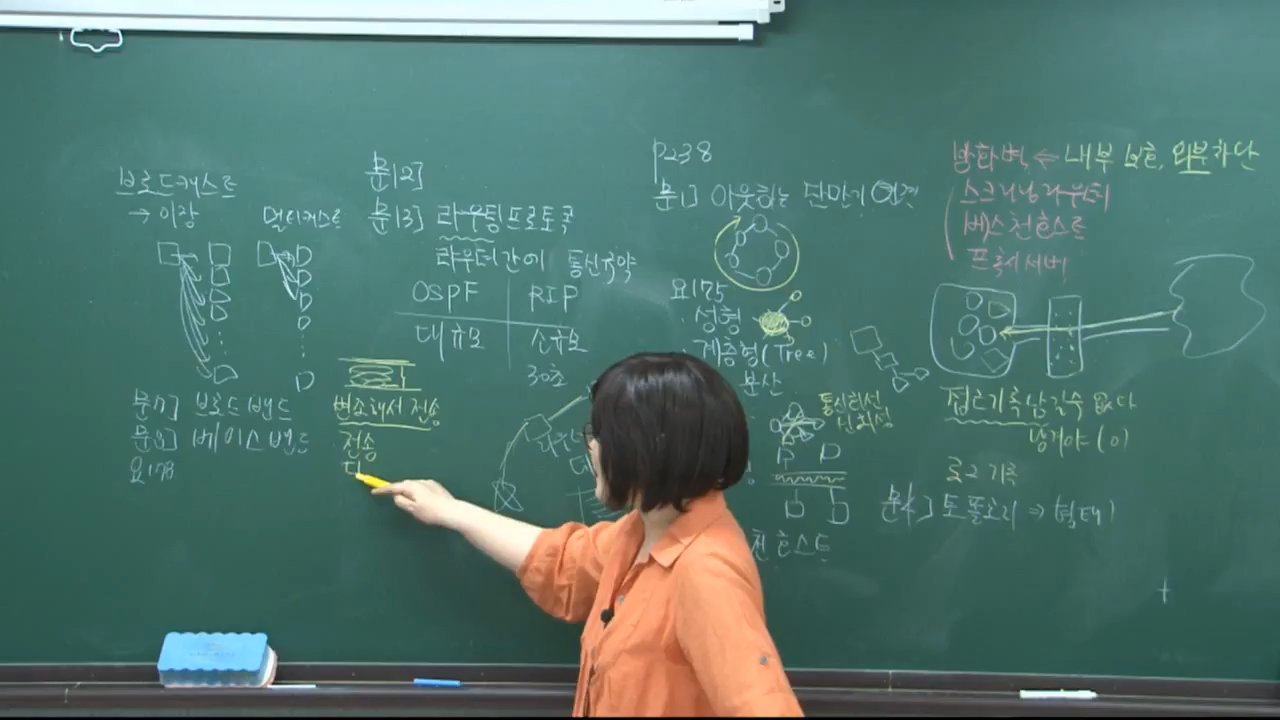 브로드캐스트
→ 이장
멀티캐스트
문12]
문13] 라우팅프로토콕
라우터간에 통신규약
OSPF
RIP
대규모
소규모
30초
문7] 브로드밴드
문8] 베이스밴드
요178
변조해서 전송
전송
p238
문1] 이웃하는 단말기 연결
요175
· 성형
· 계층형(Tree)
분산
통신회선
신뢰성
방화벽 ⇐ 내부 보호, 외부차단
스크리닝라우터
베스천호스트
프록시서버
접근기록남길수 없다
남겨야(o)
로그 기록
문4] 토폴로지 ⇒ 형태)
천호스트